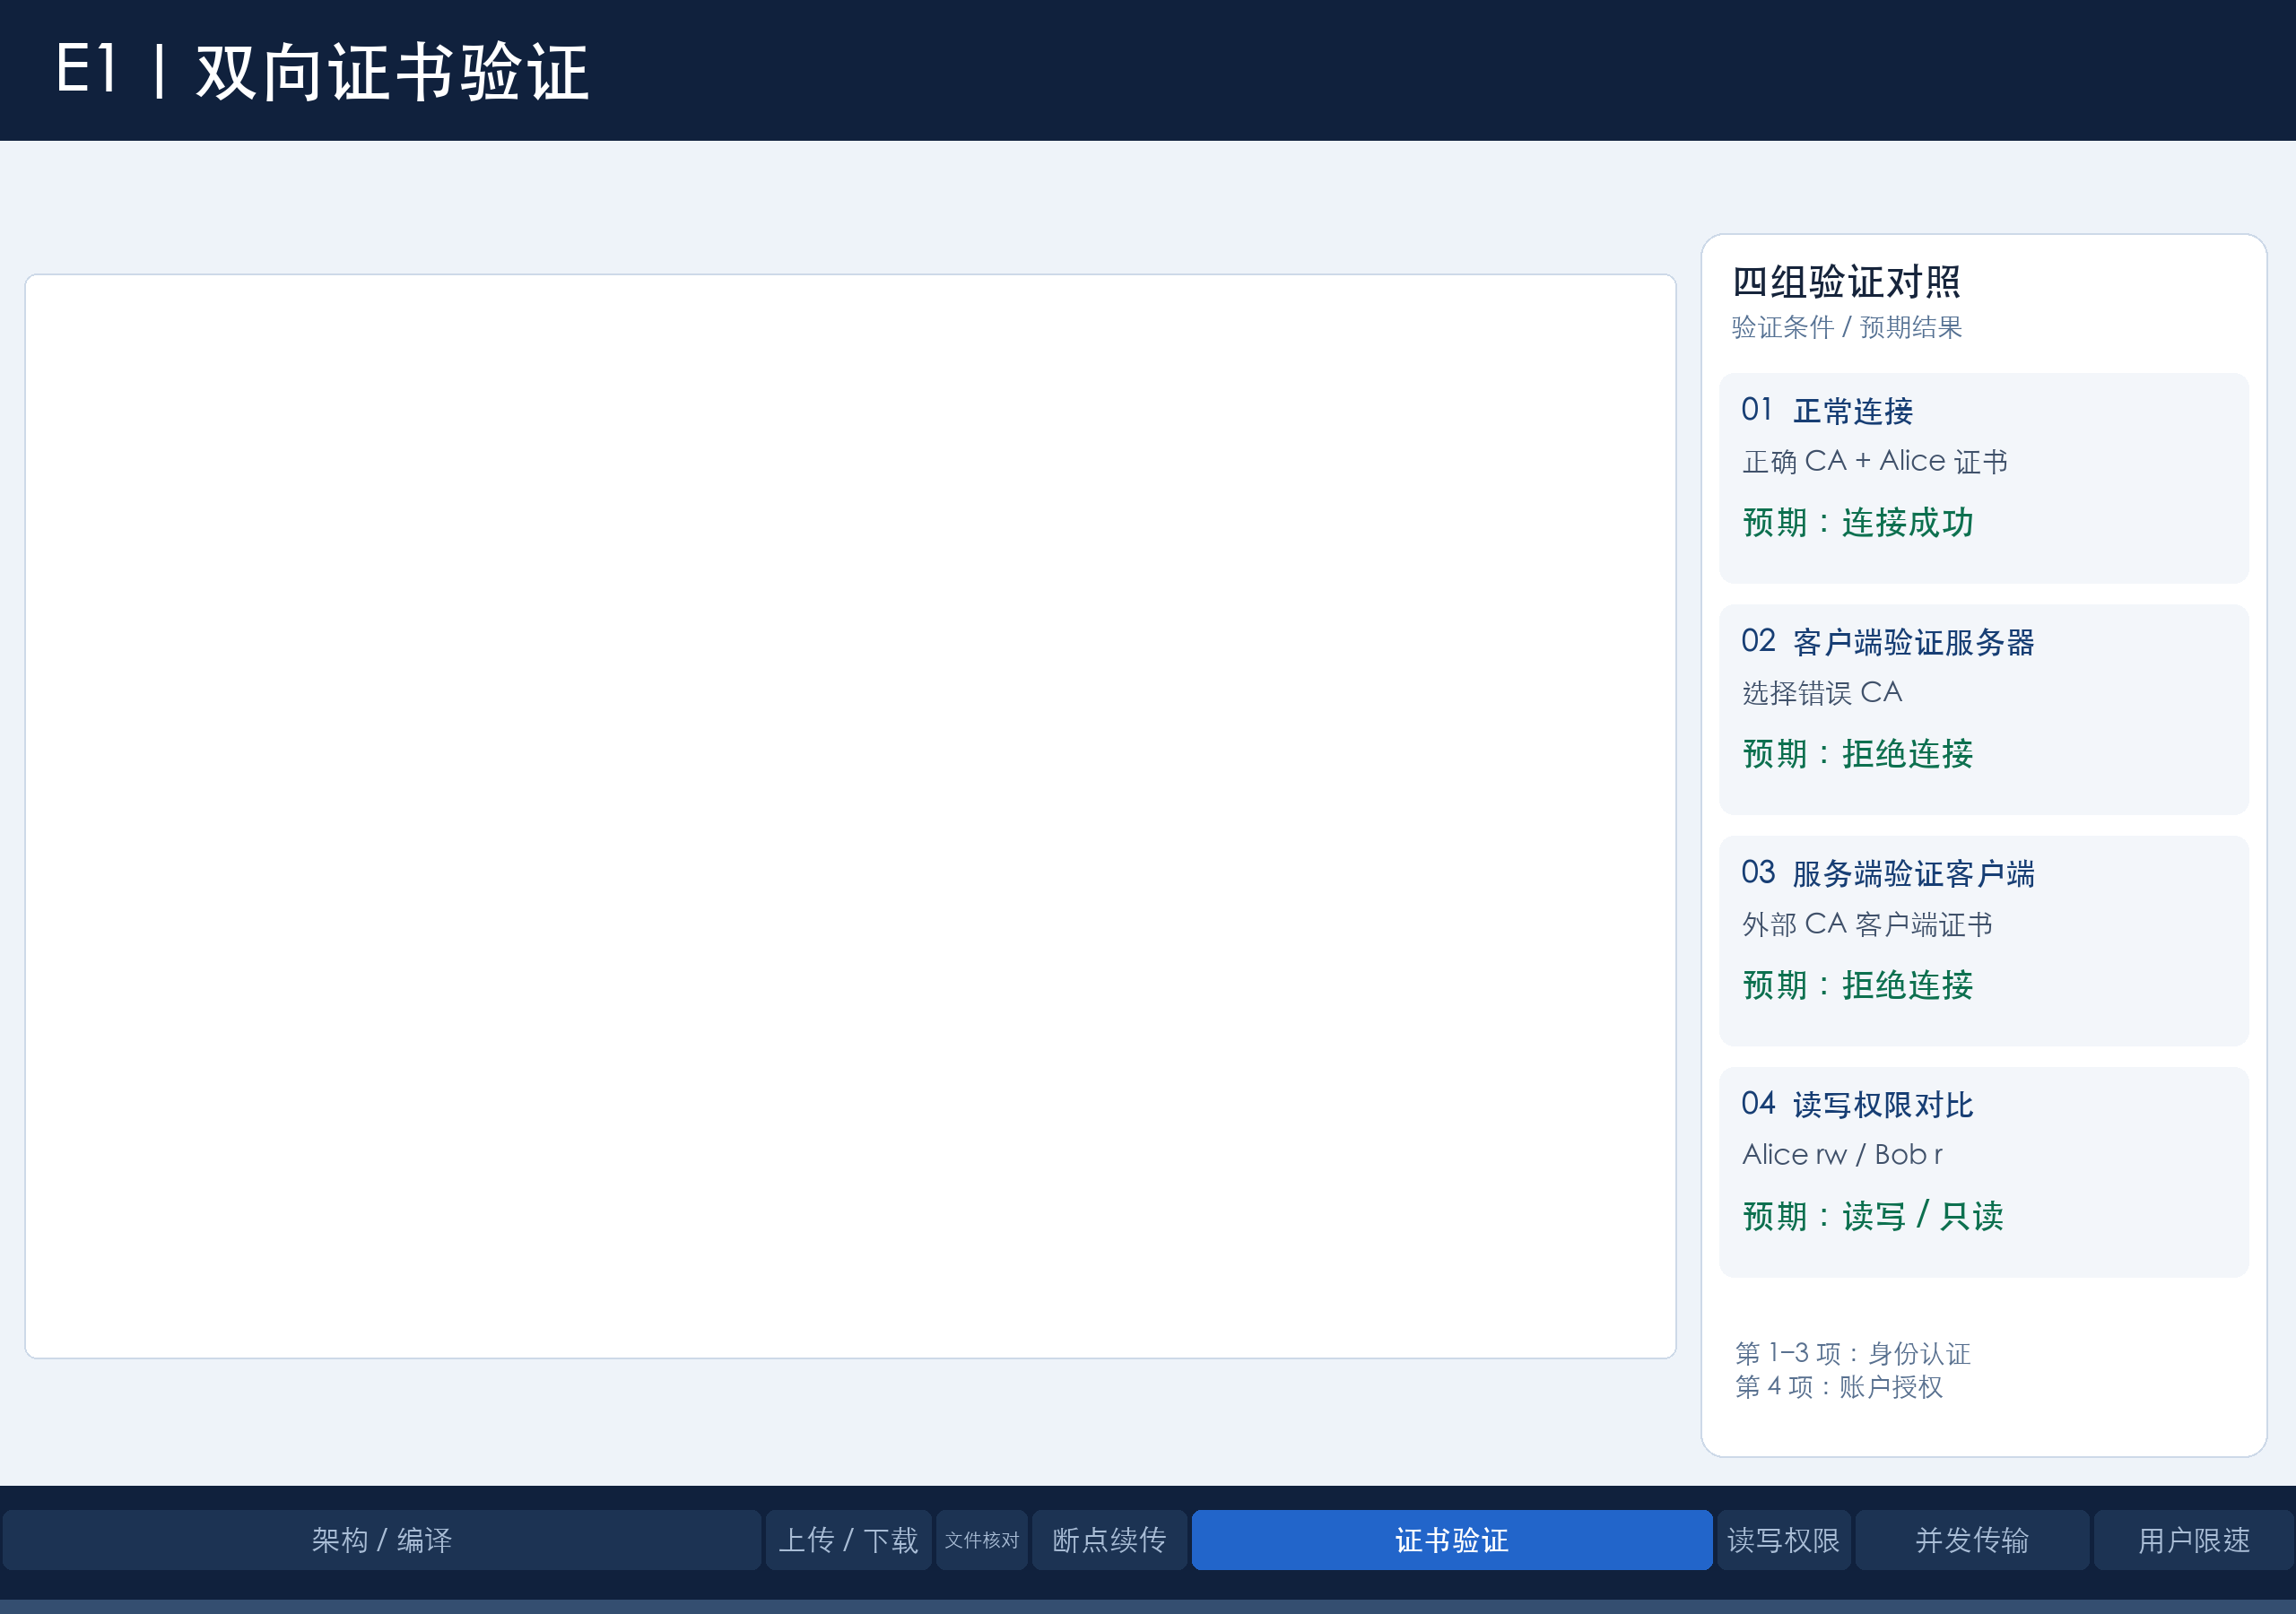 E1 | 双向证书验证
四组验证对照
验证条件 / 预期结果
01 正常连接
正确 CA + Alice 证书
预期：连接成功
02 客户端验证服务器
选择错误 CA
预期：拒绝连接
03 服务端验证客户端
外部 CA 客户端证书
预期：拒绝连接
04 读写权限对比
Alice rw / Bob r
预期：读写 / 只读
第 1–3 项：身份认证
第 4 项：账户授权
架构 / 编译
上传 / 下载
文件核对
断点续传
证书验证
读写权限
并发传输
用户限速